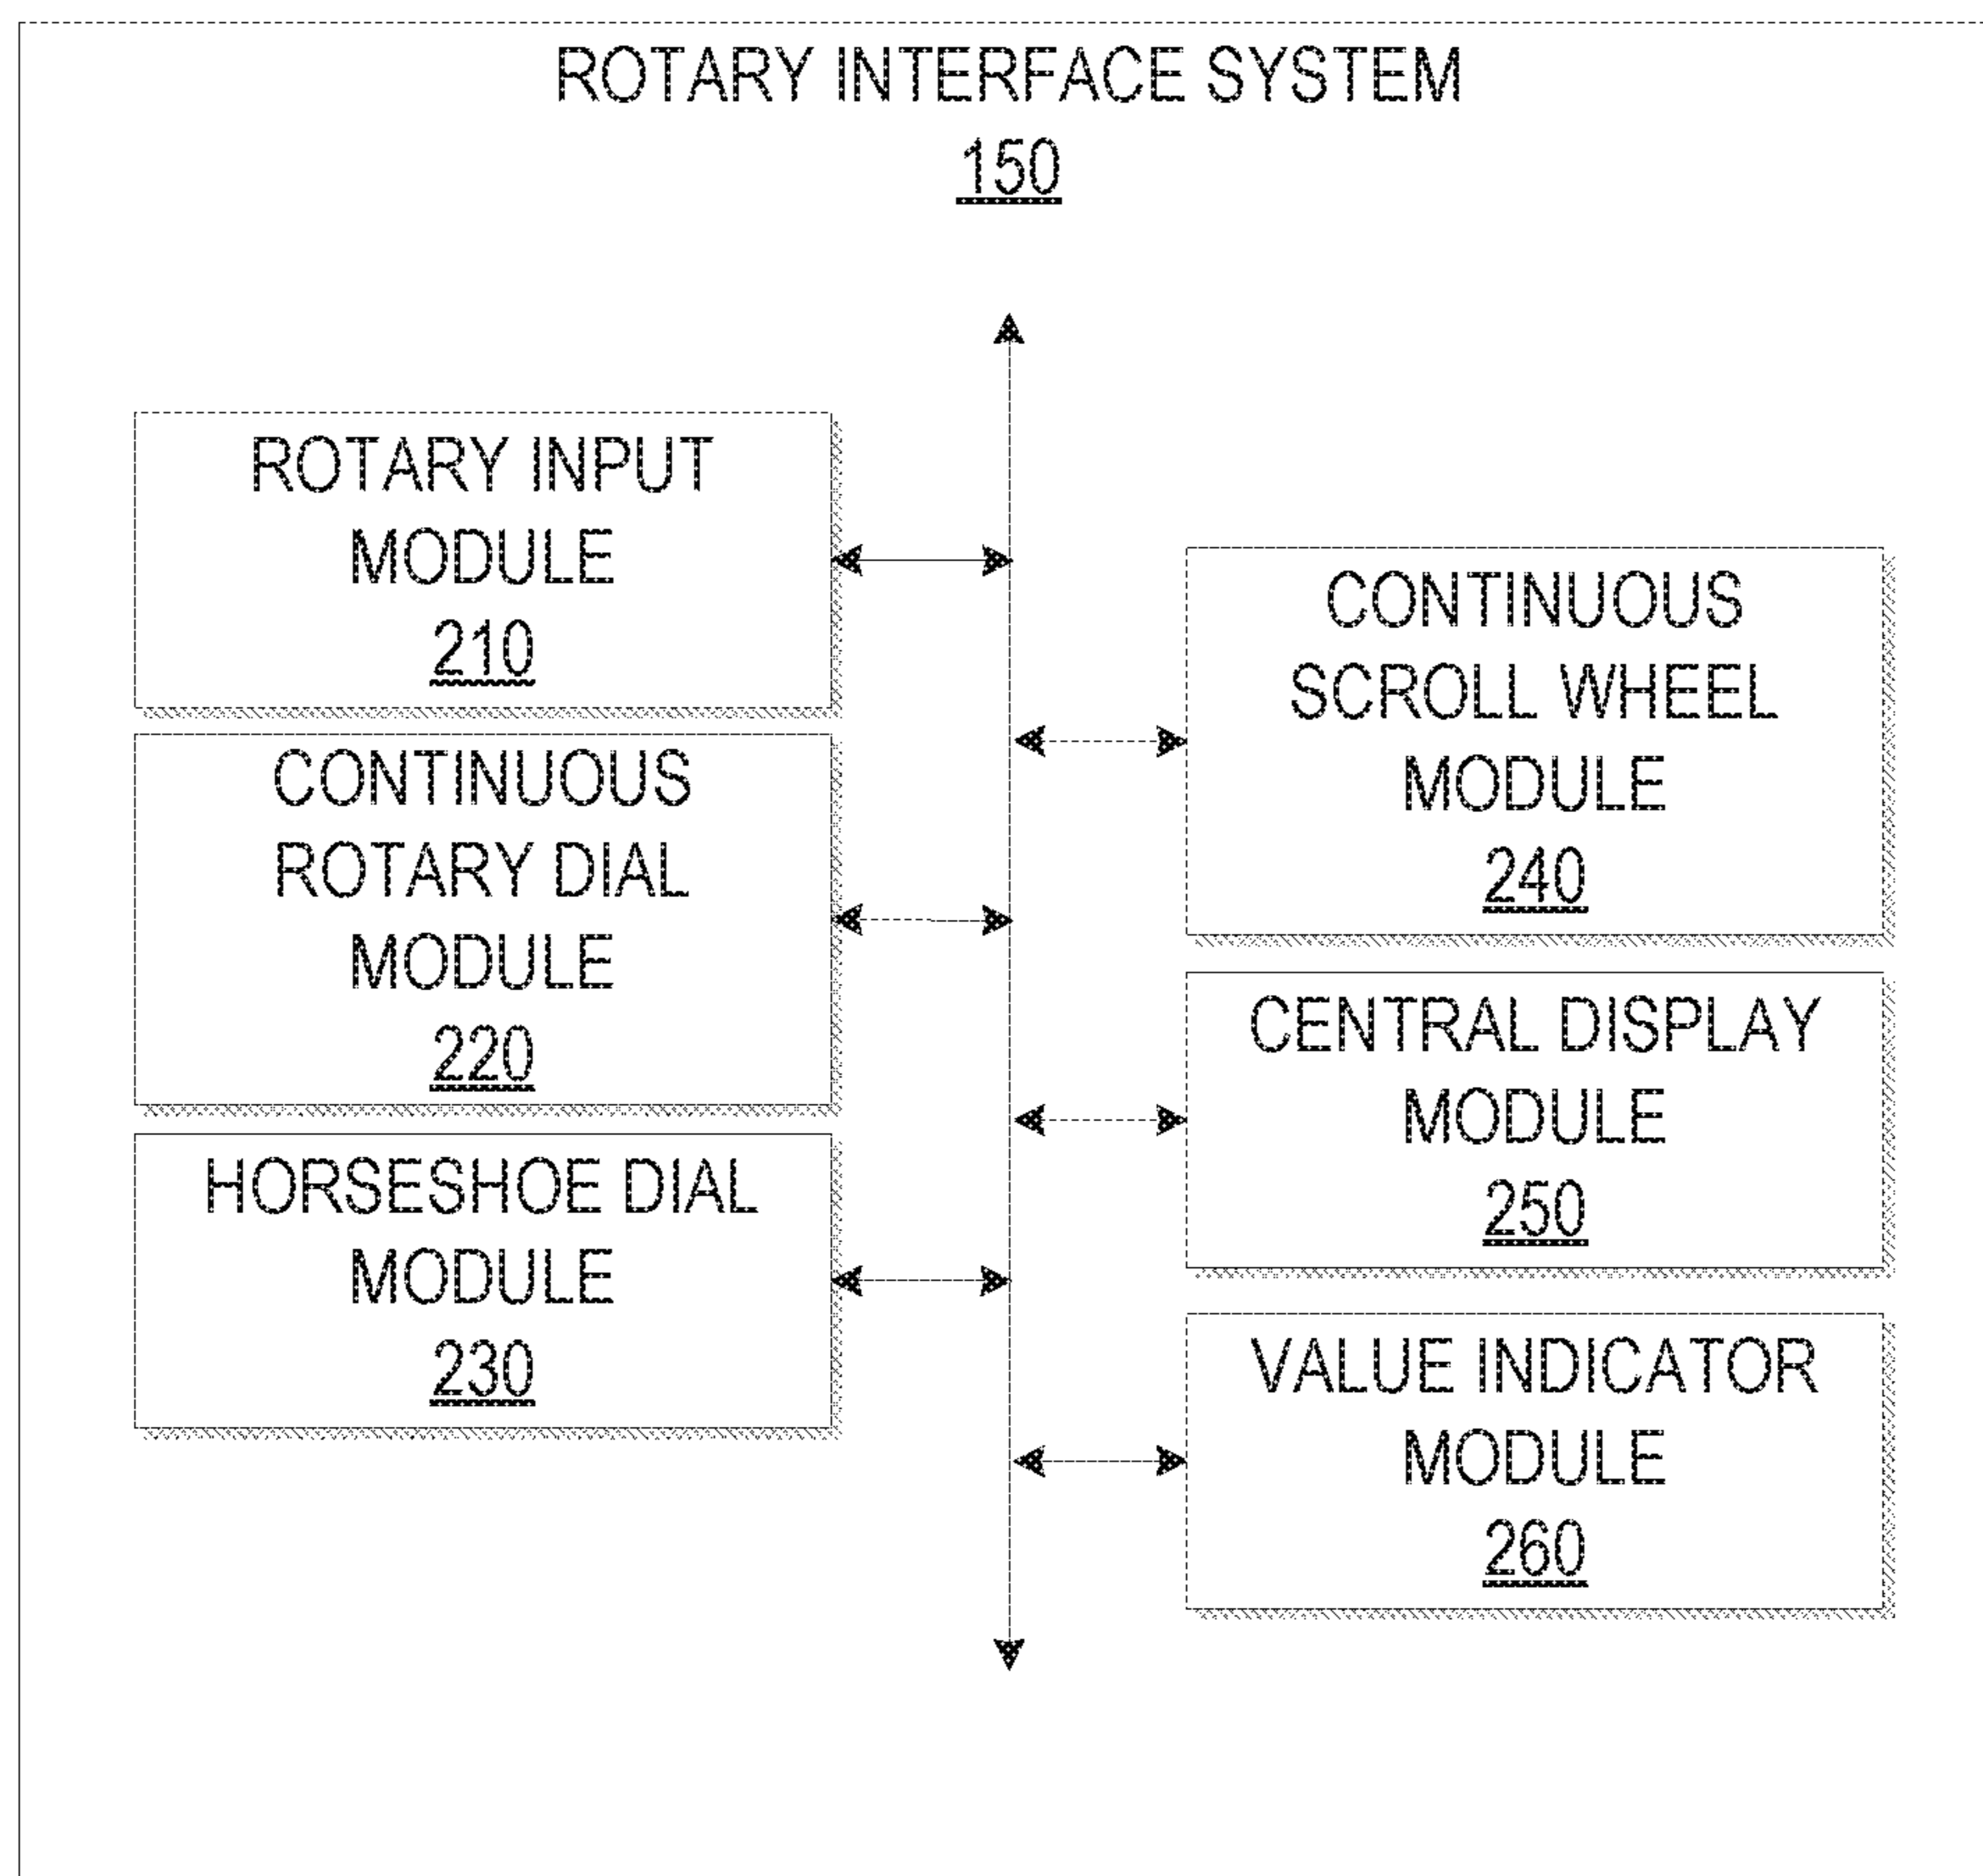 ROTARY INTERFACE SYSTEM
150
ROTARY INPUT
MODULE
210
CONTINUOUS
ROTARY DIAL
MODULE
220
HORSESHOE DIAL
MODULE
230
CONTINUOUS
SCROLL WHEEL
MODULE
240
CENTRAL DISPLAY
MODULE
250
VALUE INDICATOR
MODULE
260